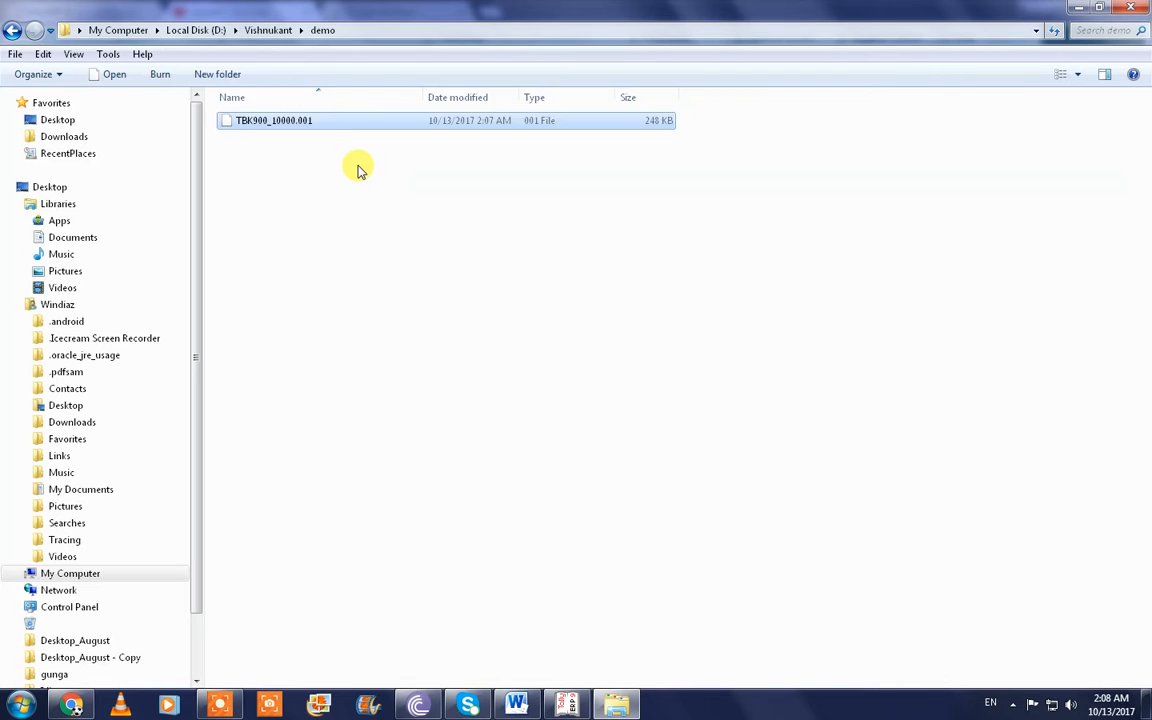 My Computer ▸ Local Disk (D:) ▸ Vishnukant ▸ demo
Search demo
File Edit View Tools Help
Organize Open Burn New folder
Name Date modified Type Size
TBK900_10000.001 10/13/2017 2:07 AM 001 File 248 KB
Favorites
Desktop
Downloads
RecentPlaces
Desktop
Libraries
Apps
Documents
Music
Pictures
Videos
Windiaz
.android
.Icecream Screen Recorder
.oracle_jre_usage
.pdfsam
Contacts
Desktop
Downloads
Favorites
Links
Music
My Documents
Pictures
Searches
Tracing
Videos
My Computer
Network
Control Panel
Desktop_August
Desktop_August - Copy
gunga
EN
2:08 AM
10/13/2017